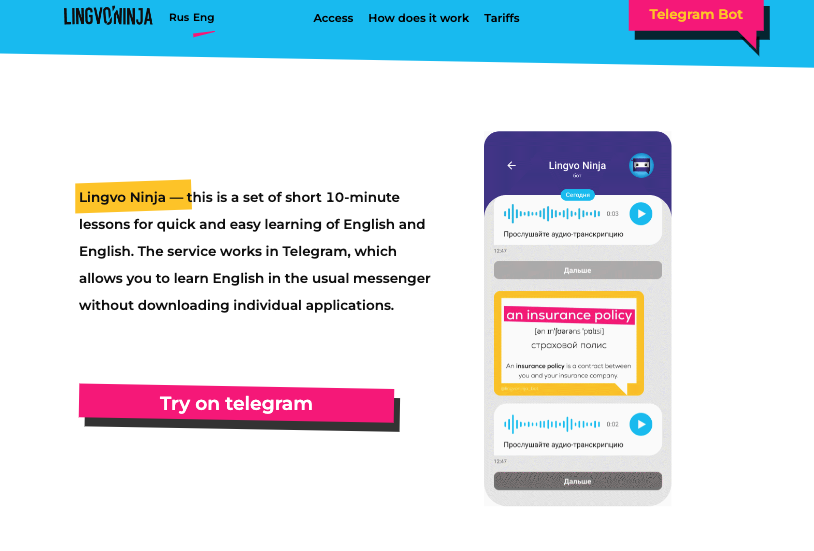 LINGVO'NINJA
Rus Eng
Access How does it work Tariffs
Telegram Bot
Lingvo Ninja — this is a set of short 10-minute
lessons for quick and easy learning of English and
English. The service works in Telegram, which
allows you to learn English in the usual messenger
without downloading individual applications.
Try on telegram
Lingvo Ninja
бот
Сегодня
0:03
Прослушайте аудио-транскрипцию
12:47
Дальше
an insurance policy
[ən ɪnˈʃʊərəns ˈpɒlɪsi]
страховой полис
An insurance policy is a contract between
you and your insurance company.
0:02
Прослушайте аудио-транскрипцию
12:47
Дальше